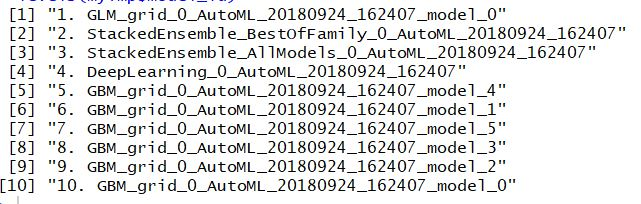 [1] "1. GLM_grid_0_AutoML_20180924_162407_model_0"
[2] "2. StackedEnsemble_BestOfFamily_0_AutoML_20180924_162407"
[3] "3. StackedEnsemble_AllModels_0_AutoML_20180924_162407"
[4] "4. DeepLearning_0_AutoML_20180924_162407"
[5] "5. GBM_grid_0_AutoML_20180924_162407_model_4"
[6] "6. GBM_grid_0_AutoML_20180924_162407_model_1"
[7] "7. GBM_grid_0_AutoML_20180924_162407_model_5"
[8] "8. GBM_grid_0_AutoML_20180924_162407_model_3"
[9] "9. GBM_grid_0_AutoML_20180924_162407_model_2"
[10] "10. GBM_grid_0_AutoML_20180924_162407_model_0"